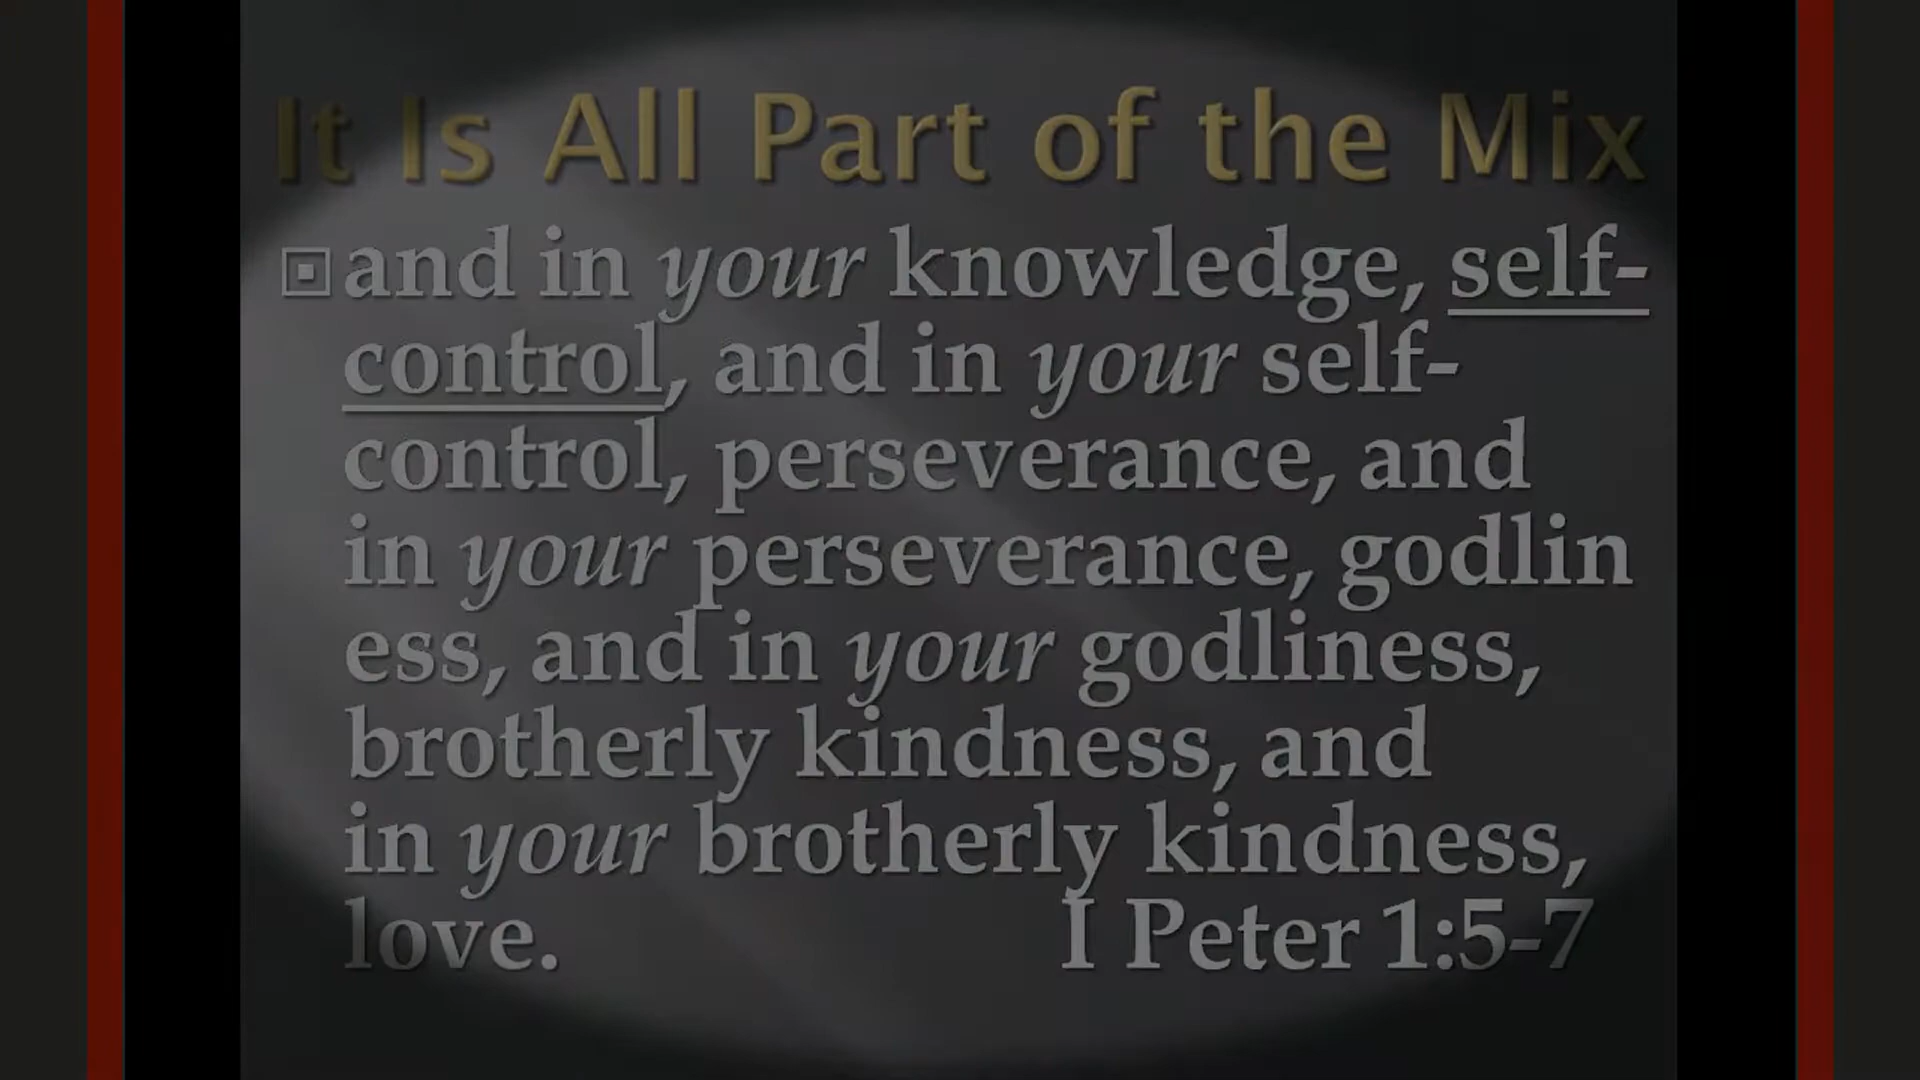 It Is All Part of the Mix
and in your knowledge, self-
control, and in your self-
control, perseverance, and
in your perseverance, godlin
ess, and in your godliness,
brotherly kindness, and
in your brotherly kindness,
love. I Peter 1:5-7